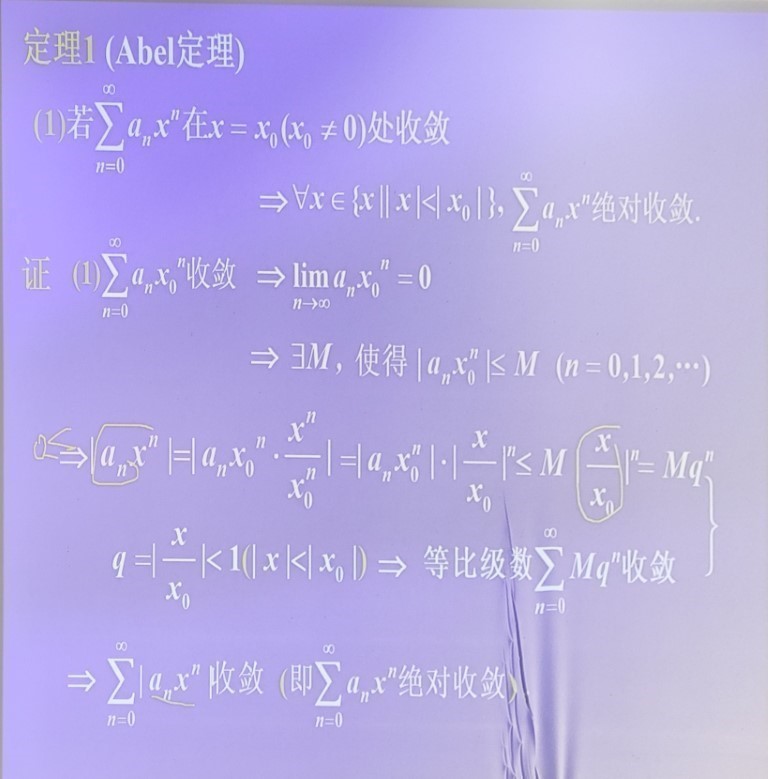 定理1 (Abel定理)
(1)若∑_{n=0}^{∞} a_n x^n 在x = x_0(x_0 ≠ 0)处收敛
⇒ ∀x ∈ {x || x |<| x_0 |}, ∑_{n=0}^{∞} a_n x^n 绝对收敛.
证 (1)∑_{n=0}^{∞} a_n x_0^n 收敛 ⇒ lim_{n→∞} a_n x_0^n = 0
⇒ ∃M, 使得 | a_n x_0^n |≤ M (n = 0,1,2,⋯)
0≤ ⇒| a_n x^n |=| a_n x_0^n · x^n/x_0^n | =| a_n x_0^n | · | x/x_0 |^n ≤ M | x/x_0 |^n = Mq^n
q =| x/x_0 |< 1(| x |<| x_0 |) ⇒ 等比级数∑_{n=0}^{∞} Mq^n 收敛
⇒ ∑_{n=0}^{∞} | a_n x^n |收敛 (即∑_{n=0}^{∞} a_n x^n 绝对收敛).